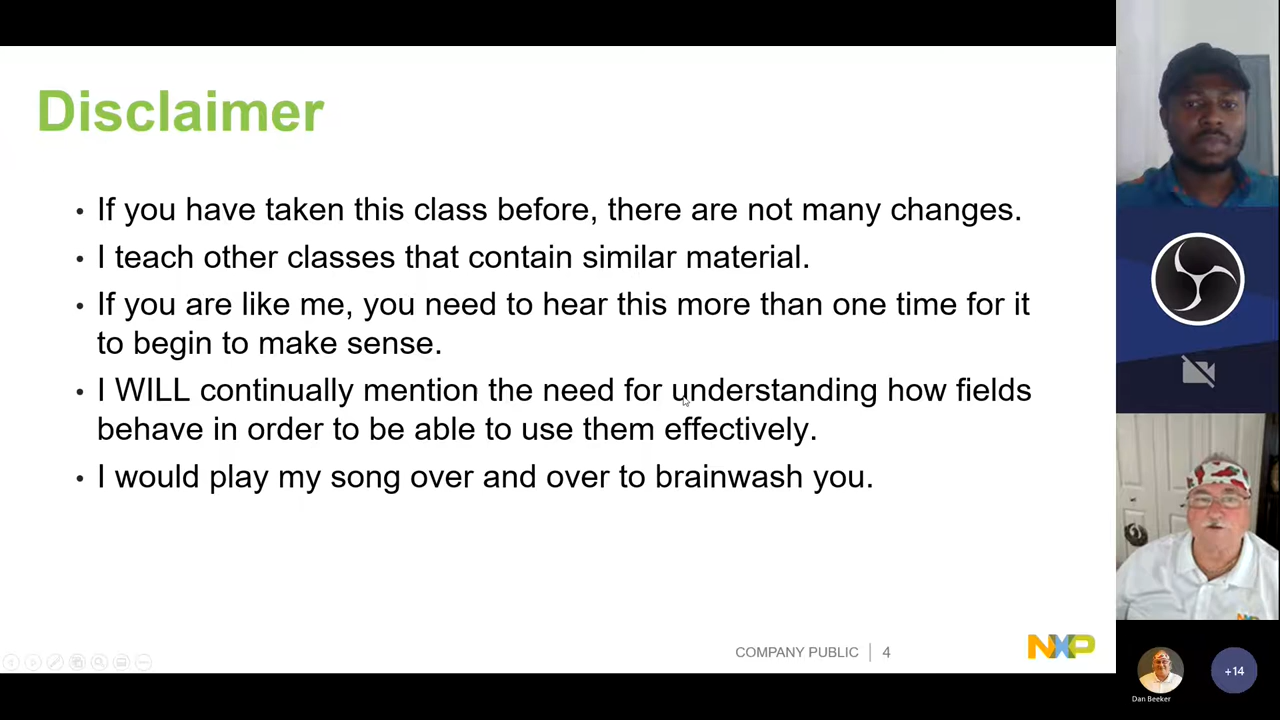 Disclaimer
• If you have taken this class before, there are not many changes.
• I teach other classes that contain similar material.
• If you are like me, you need to hear this more than one time for it
to begin to make sense.
• I WILL continually mention the need for understanding how fields
behave in order to be able to use them effectively.
• I would play my song over and over to brainwash you.
COMPANY PUBLIC | 4
NXP
Dan Beeker
+14